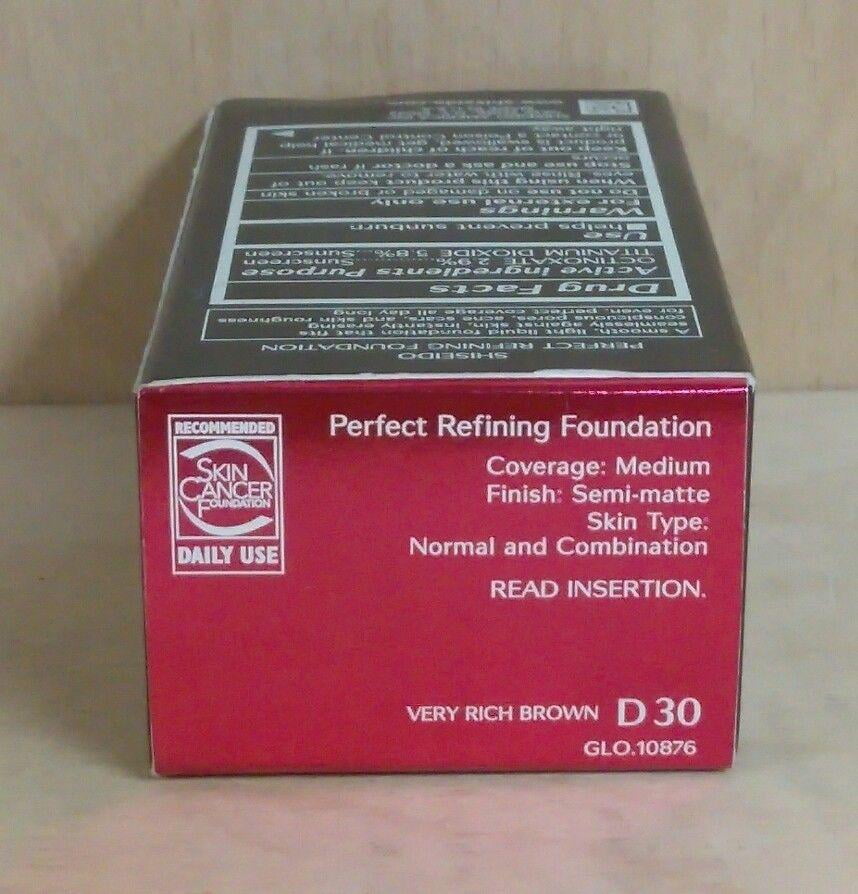 RECOMMENDED
SKIN
CANCER
FOUNDATION
DAILY USE
Perfect Refining Foundation
Coverage: Medium
Finish: Semi-matte
Skin Type:
Normal and Combination
READ INSERTION.
VERY RICH BROWN D 30
GLO.10876
SHISEIDO
PERFECT REFINING FOUNDATION
A smooth, light liquid foundation that fits
seamlessly against skin, instantly erasing
conspicuous pores, acne scars, and skin roughness
for even, perfect coverage all day long
Drug Facts
Active ingredients Purpose
OCTINOXATE 2.9% Sunscreen
TITANIUM DIOXIDE 5.8% Sunscreen
Use
helps prevent sunburn
Warnings
For external use only
Do not use on damaged or broken skin
When using this product keep out of
eyes. Rinse with water to remove.
Stop use and ask a doctor if rash
occurs
Keep out of reach of children. If
product is swallowed, get medical help
or contact a Poison Control Center
right away
www.shiseido.com